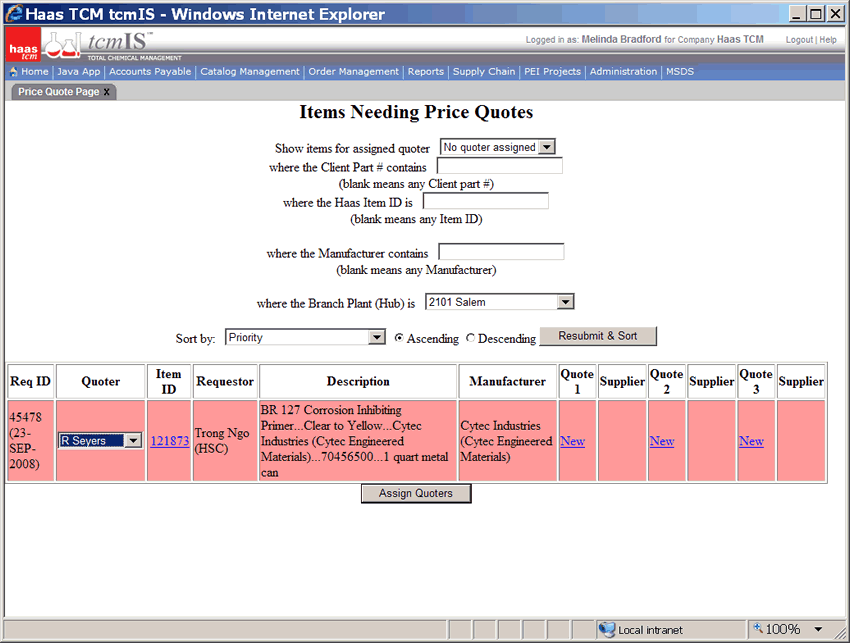 Haas TCM tcmIS - Windows Internet Explorer
haas tcm
tcmIS™
TOTAL CHEMICAL MANAGEMENT
Logged in as: Melinda Bradford for Company Haas TCM
Logout | Help
Home | Java App | Accounts Payable | Catalog Management | Order Management | Reports | Supply Chain | PEI Projects | Administration | MSDS
Price Quote Page x
Items Needing Price Quotes
Show items for assigned quoter No quoter assigned
where the Client Part # contains
(blank means any Client part #)
where the Haas Item ID is
(blank means any Item ID)
where the Manufacturer contains
(blank means any Manufacturer)
where the Branch Plant (Hub) is 2101 Salem
Sort by: Priority Ascending Descending Resubmit & Sort
Req ID
Quoter
Item
ID
Requestor
Description
Manufacturer
Quote
1
Supplier
Quote
2
Supplier
Quote
3
Supplier
45478
(23-
SEP-
2008)
R Seyers
121873
Trong Ngo
(HSC)
BR 127 Corrosion Inhibiting
Primer...Clear to Yellow...Cytec
Industries (Cytec Engineered
Materials)...70456500...1 quart metal
can
Cytec Industries
(Cytec Engineered
Materials)
New
New
New
Assign Quoters
Local intranet
100%